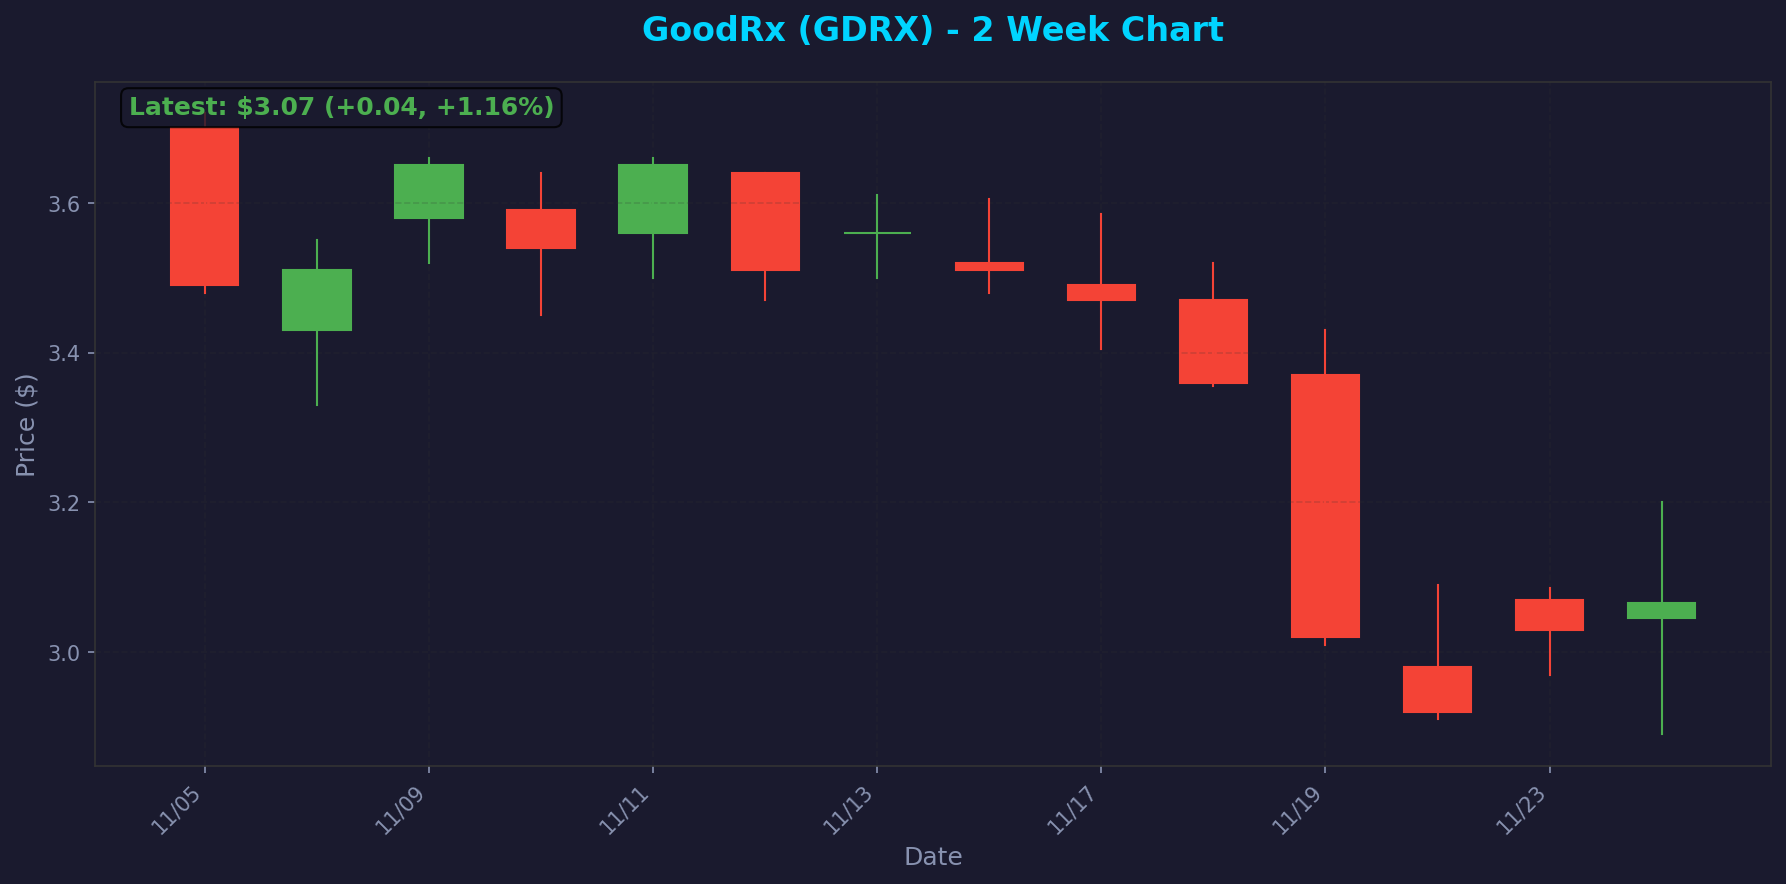 GoodRx (GDRX) - 2 Week Chart
Latest: $3.07 (+0.04, +1.16%)
Price ($)
3.6
3.4
3.2
3.0
11/05
11/09
11/11
11/13
11/17
11/19
11/23
Date